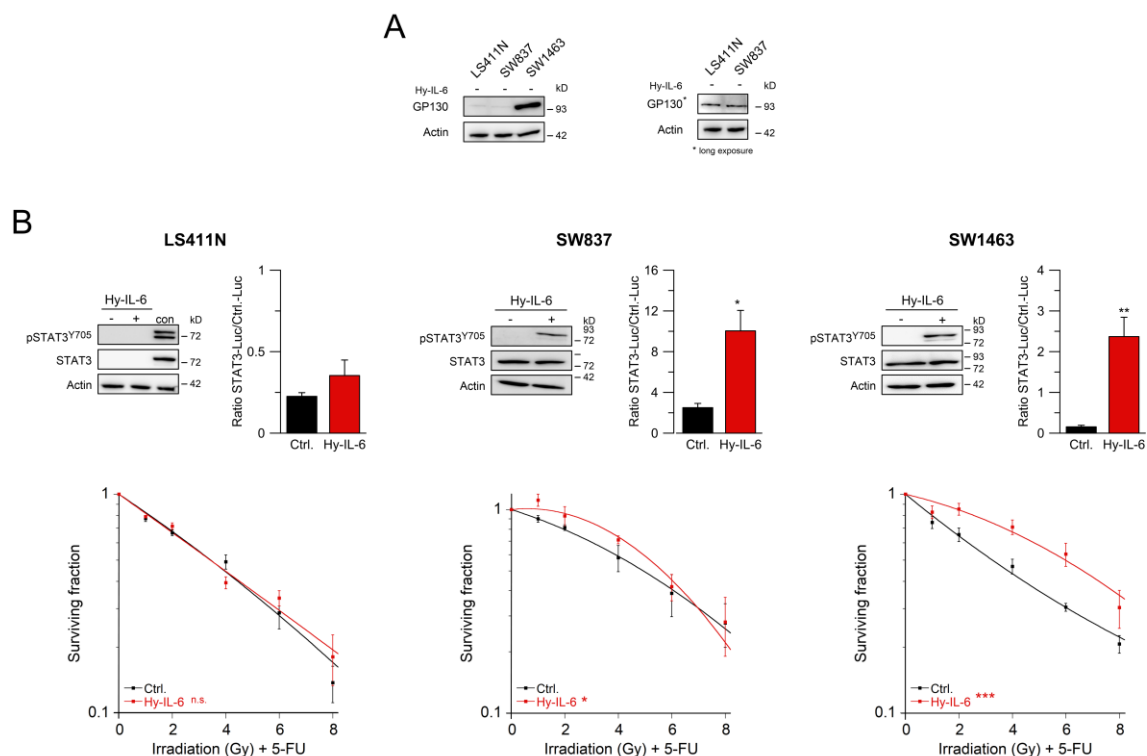 A
LS411N SW837 SW1463
Hy-IL-6 - - - kD
GP130 – 93
Actin – 42
LS411N SW837
Hy-IL-6 - - kD
GP130* – 93
Actin – 42
* long exposure
B
LS411N
Hy-IL-6
- + con kD
pSTAT3Y705 – 72
STAT3 – 72
Actin – 42
Ratio STAT3-Luc/Ctrl.-Luc
1
0.5
0
Ctrl. Hy-IL-6
SW837
Hy-IL-6
- + kD
pSTAT3Y705 93
72
STAT3 – 93
– 72
Actin – 42
Ratio STAT3-Luc/Ctrl.-Luc
16
12
8
4
0
*
Ctrl. Hy-IL-6
SW1463
Hy-IL-6
- + kD
pSTAT3Y705 93
72
STAT3 93
72
Actin 42
Ratio STAT3-Luc/Ctrl.-Luc
4
3
2
1
0
**
Ctrl. Hy-IL-6
Surviving fraction
1
0.1
Ctrl.
Hy-IL-6 n.s.
0 2 4 6 8
Irradiation (Gy) + 5-FU
Surviving fraction
1
0.1
Ctrl.
Hy-IL-6 *
0 2 4 6 8
Irradiation (Gy) + 5-FU
Surviving fraction
1
0.1
Ctrl.
Hy-IL-6 ***
0 2 4 6 8
Irradiation (Gy) + 5-FU